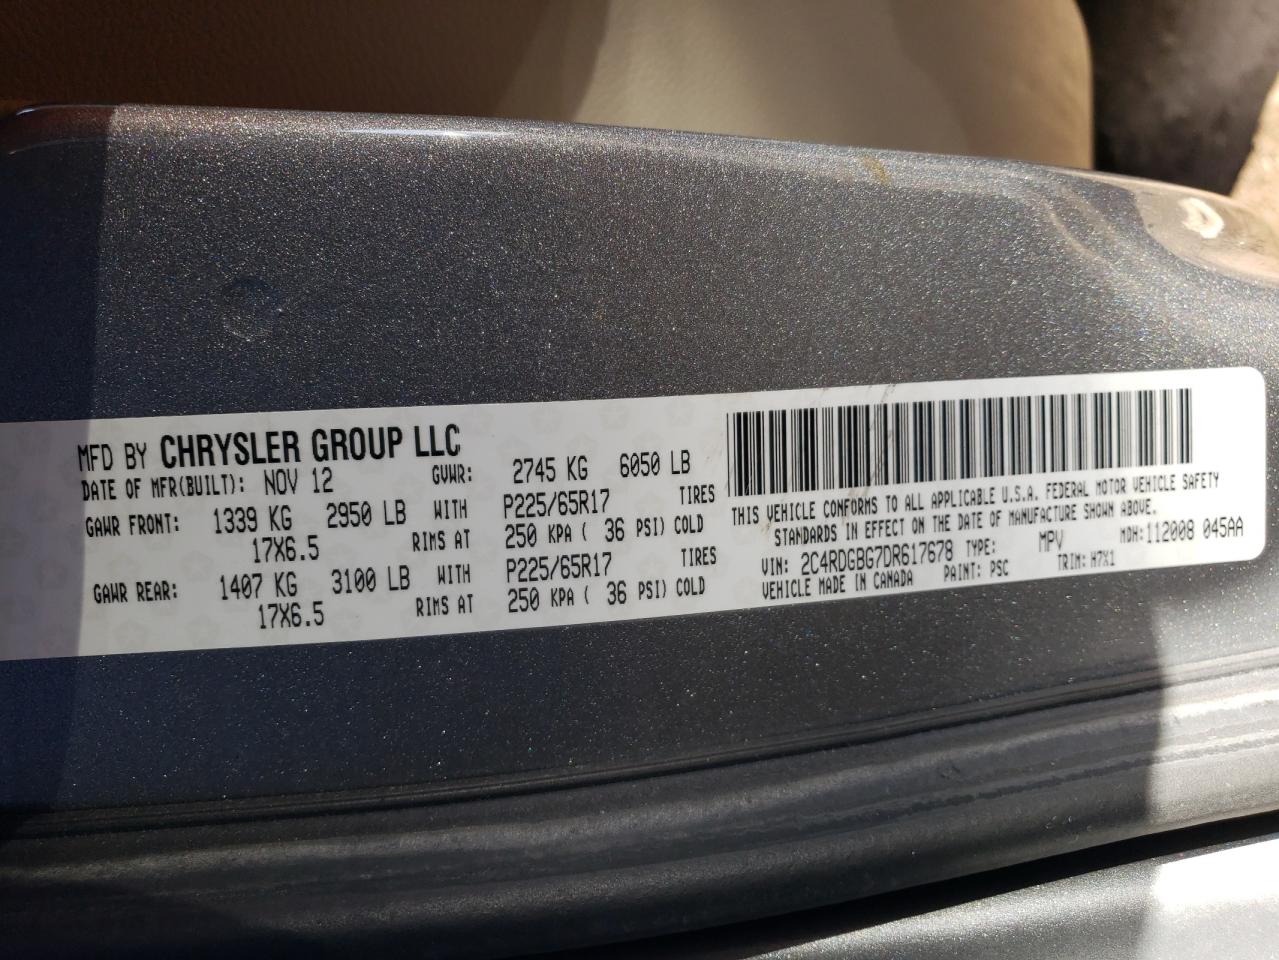 MFD BY CHRYSLER GROUP LLC
DATE OF MFR(BUILT): NOV 12 GVWR: 2745 KG 6050 LB
GAWR FRONT: 1339 KG 2950 LB WITH P225/65R17 TIRES
17X6.5 RIMS AT 250 KPA ( 36 PSI) COLD
GAWR REAR: 1407 KG 3100 LB WITH P225/65R17 TIRES
17X6.5 RIMS AT 250 KPA ( 36 PSI) COLD
THIS VEHICLE CONFORMS TO ALL APPLICABLE U.S.A. FEDERAL MOTOR VEHICLE SAFETY
STANDARDS IN EFFECT ON THE DATE OF MANUFACTURE SHOWN ABOVE.
VIN: 2C4RDGBG7DR617678 TYPE: MPV MDH:112008 045AA
VEHICLE MADE IN CANADA PAINT: PSC TRIM: H7X1